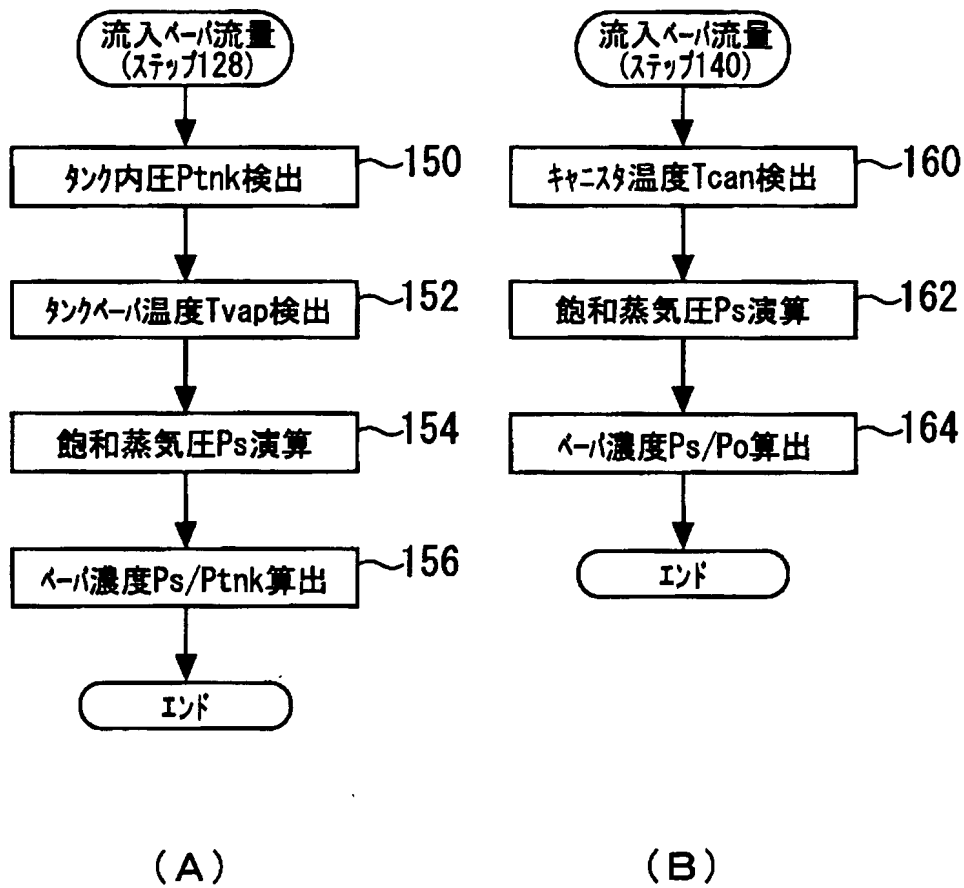 流入ベーパ流量
(ステップ128)
タンク内圧Ptnk検出
150
タンクベーパ温度Tvap検出
152
飽和蒸気圧Ps演算
154
ベーパ濃度Ps/Ptnk算出
156
エンド
(A)
流入ベーパ流量
(ステップ140)
キャニスタ温度Tcan検出
160
飽和蒸気圧Ps演算
162
ベーパ濃度Ps/Po算出
164
エンド
(B)